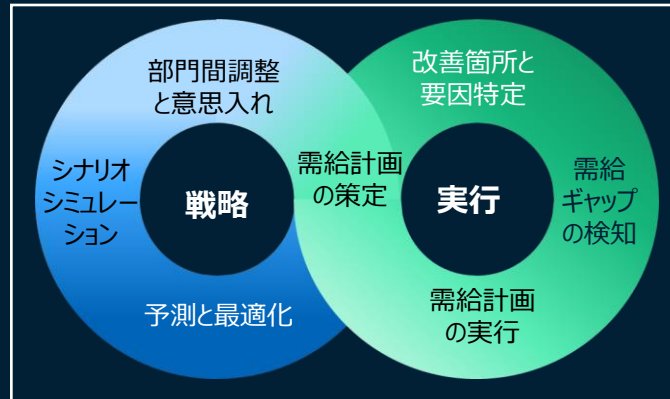 部門間調整
と意思入れ
シナリオ
シミュレー
ション
戦略
予測と最適化
需給計画
の策定
改善箇所と
要因特定
実行
需給
ギャップ
の検知
需給計画
の実行